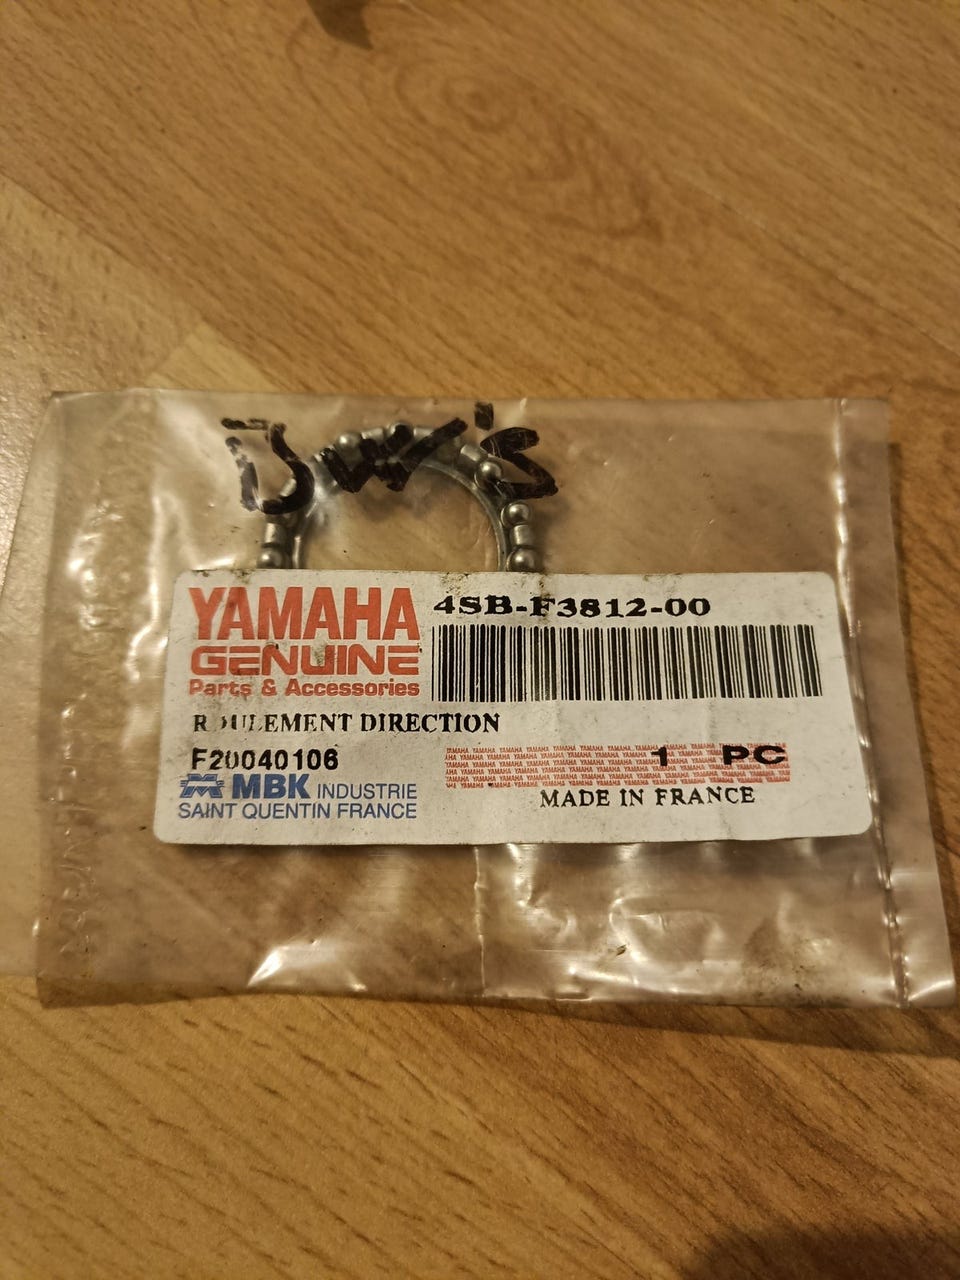 BW's
YAMAHA
GENUINE
Parts & Accessories
4SB-F3812-00
ROULEMENT DIRECTION
F20040106
1 PC
MBK INDUSTRIE
SAINT QUENTIN FRANCE
MADE IN FRANCE